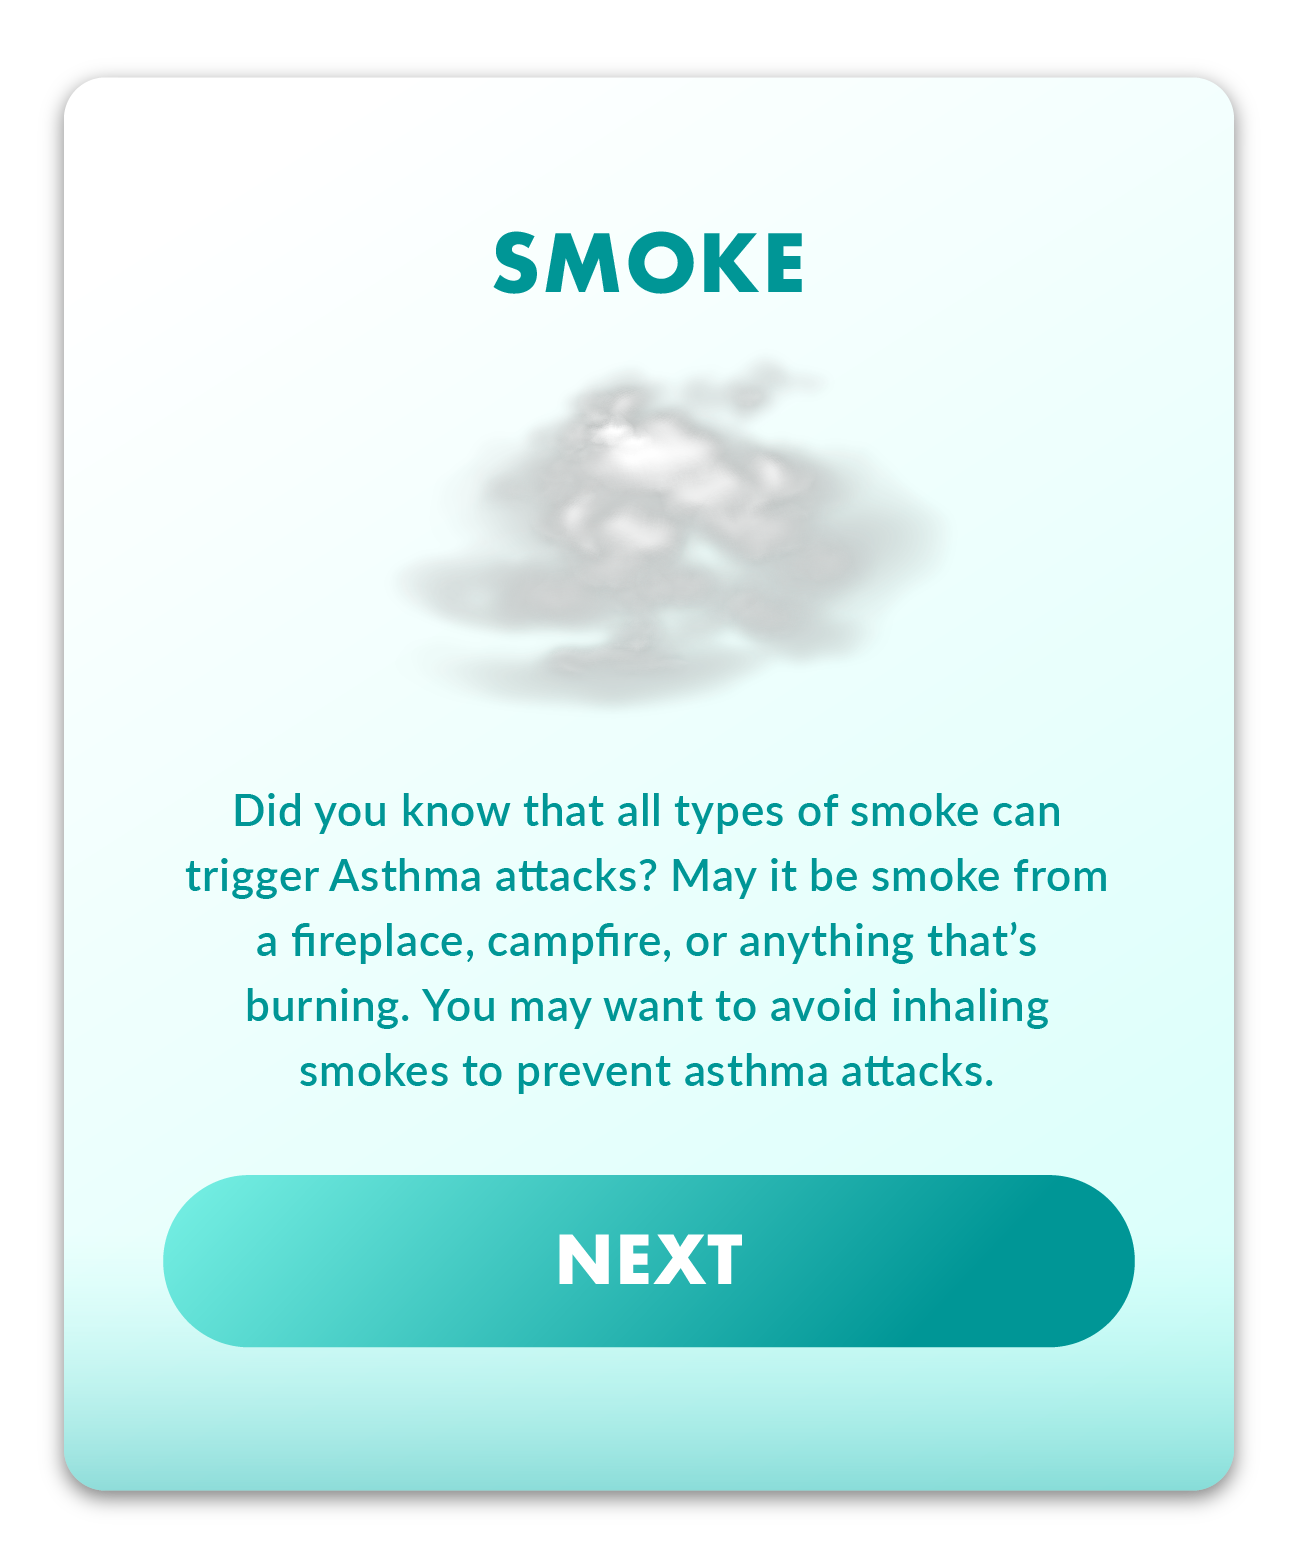 SMOKE
Did you know that all types of smoke can
trigger Asthma attacks? May it be smoke from
a fireplace, campfire, or anything that’s
burning. You may want to avoid inhaling
smokes to prevent asthma attacks.
NEXT